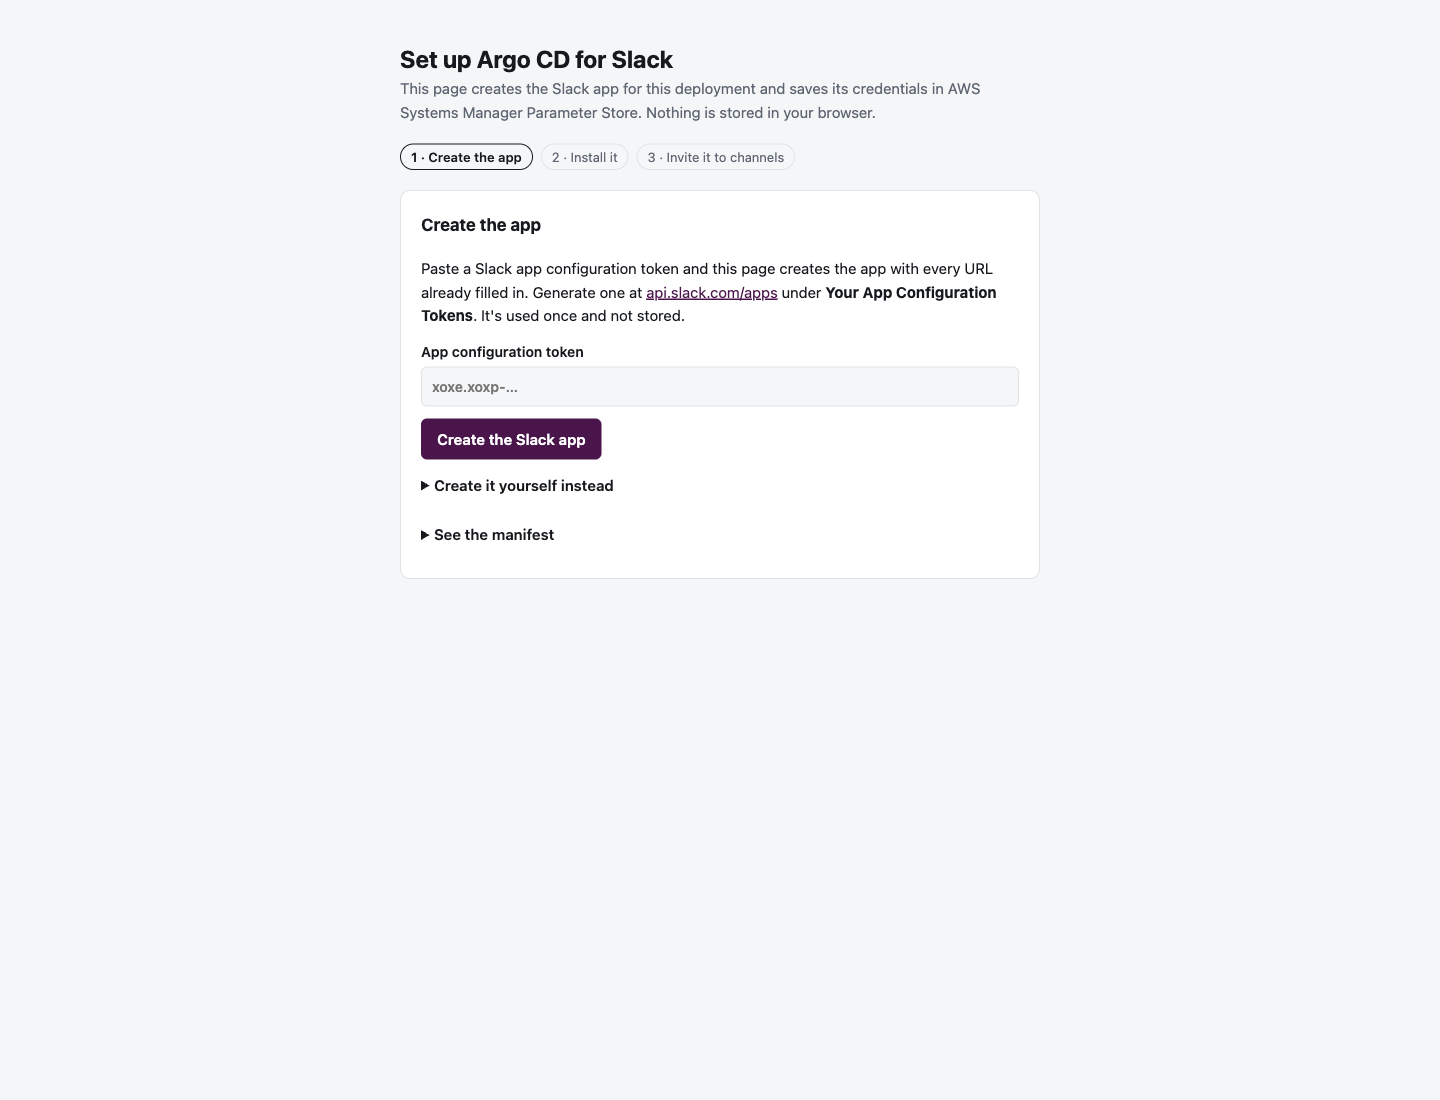 Set up Argo CD for Slack
This page creates the Slack app for this deployment and saves its credentials in AWS
Systems Manager Parameter Store. Nothing is stored in your browser.
1 · Create the app
2 · Install it
3 · Invite it to channels
Create the app
Paste a Slack app configuration token and this page creates the app with every URL
already filled in. Generate one at api.slack.com/apps under Your App Configuration
Tokens. It's used once and not stored.
App configuration token
xoxe.xoxp-...
Create the Slack app
Create it yourself instead
See the manifest